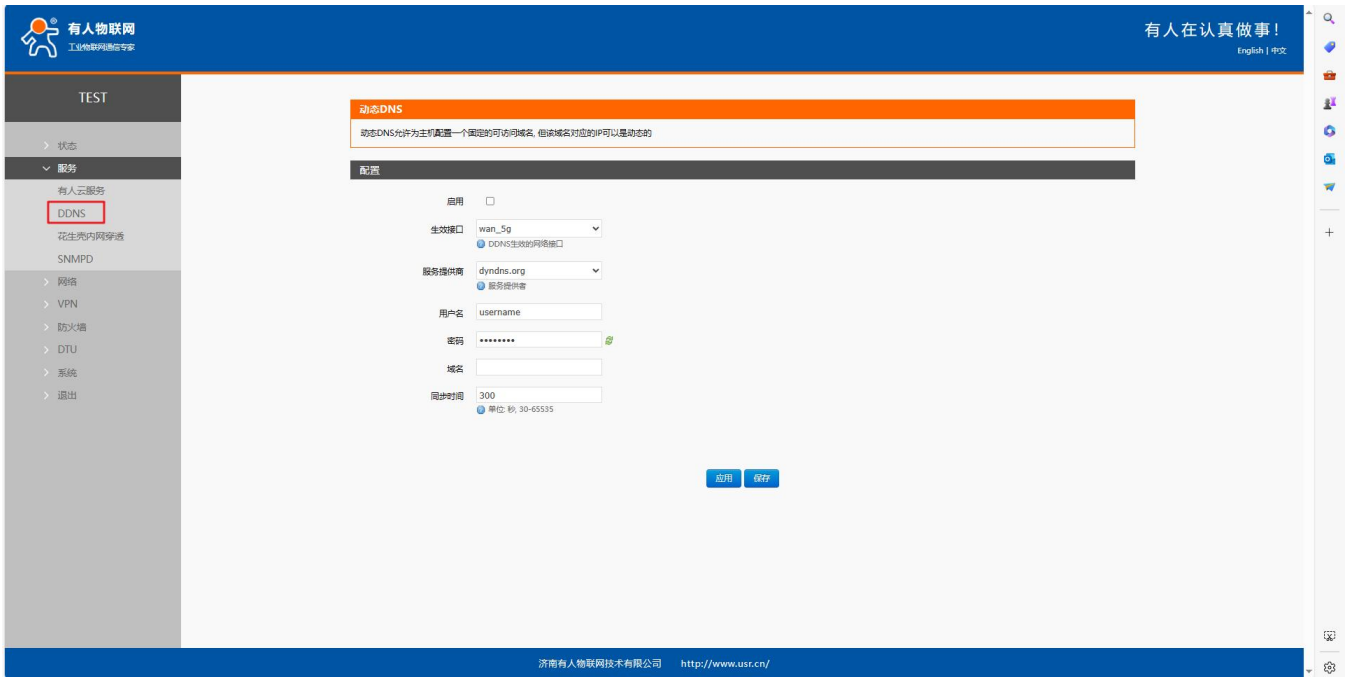 有人物联网
工业物联网通信专家
有人在认真做事！
English | 中文
TEST
状态
服务
有人云服务
DDNS
花生壳内网穿透
SNMPD
网络
VPN
防火墙
DTU
系统
退出
动态DNS
动态DNS允许为主机配置一个固定的可访问域名, 但该域名对应的IP可以是动态的
配置
启用
生效接口 wan_5g
DDNS生效的网络接口
服务提供商 dyndns.org
服务提供者
用户名 username
密码 ••••••••
域名
同步时间 300
单位: 秒, 30-65535
应用 保存
济南有人物联网技术有限公司 http://www.usr.cn/